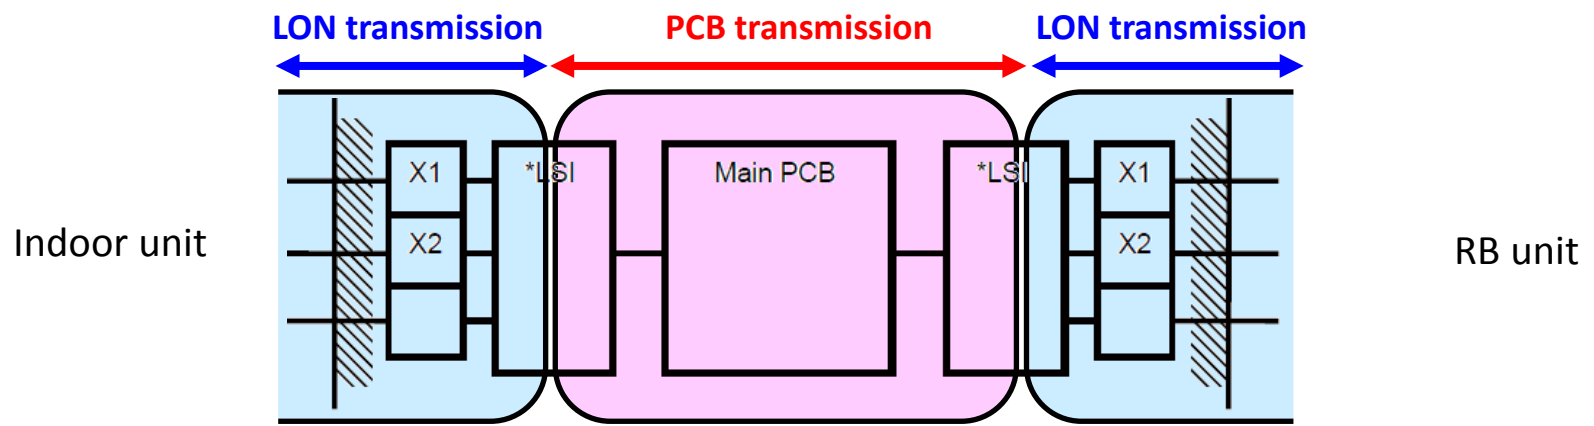 LON transmission PCB transmission LON transmission
X1 *LSI Main PCB *LSI X1
Indoor unit X2 X2 RB unit